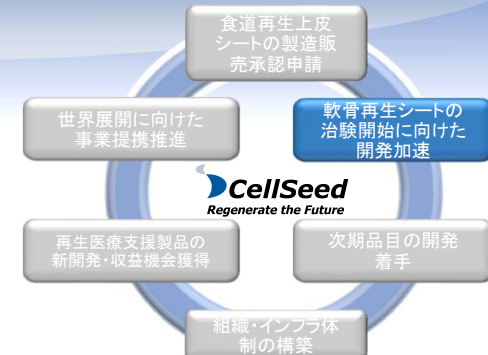 食道再生上皮
シートの製造販
売承認申請
世界展開に向けた
事業提携推進
軟骨再生シートの
治験開始に向けた
開発加速
CellSeed
Regenerate the Future
再生医療支援製品の
新開発・収益機会獲得
次期品目の開発
着手
組織・インフラ体
制の構築